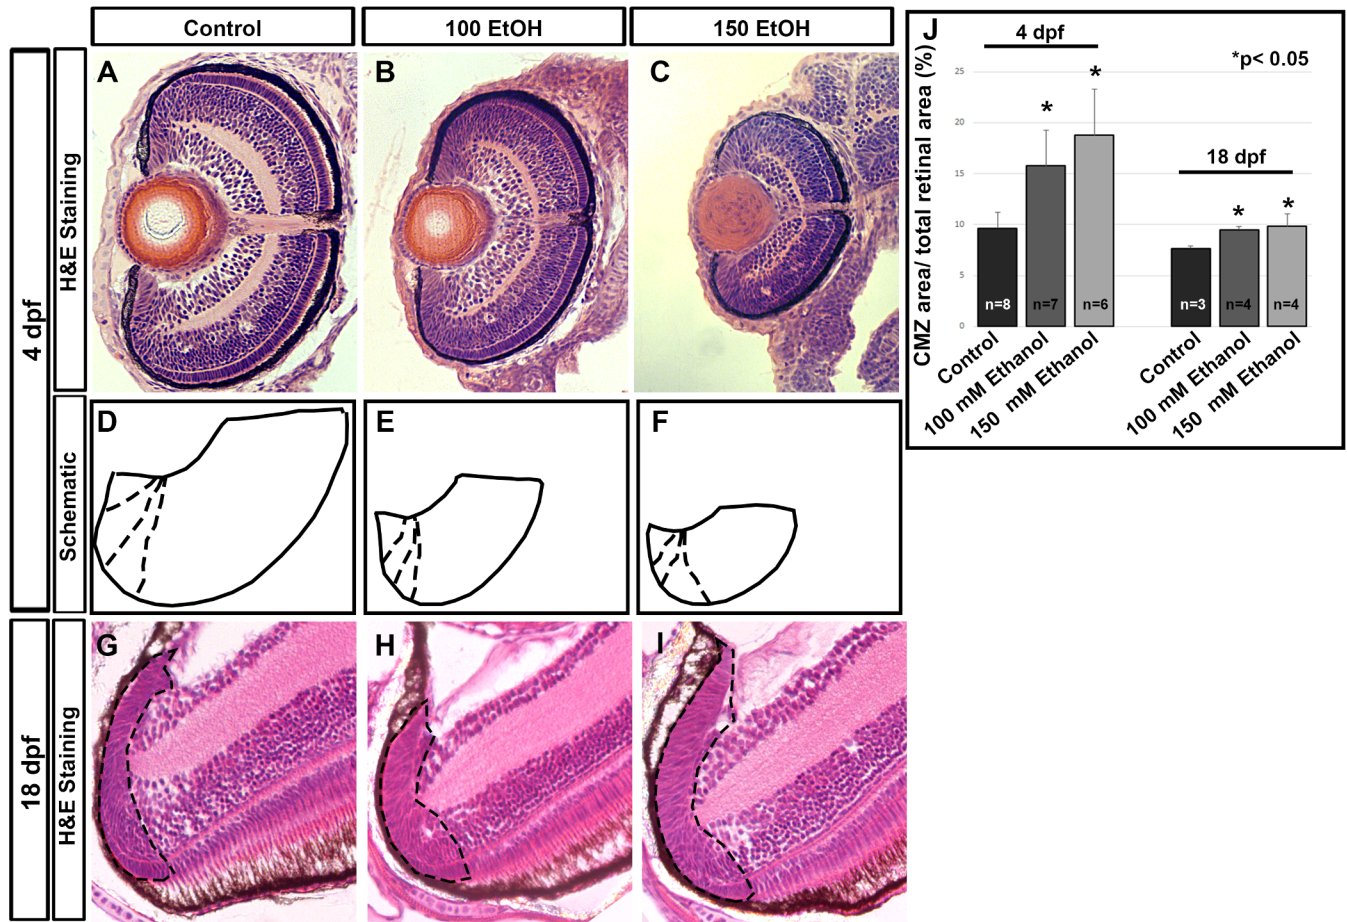 Control
100 EtOH
150 EtOH
4 dpf
H&E Staining
A
B
C
Schematic
D
E
F
18 dpf
H&E Staining
G
H
I
J
4 dpf
*p< 0.05
CMZ area/ total retinal area (%)
25
20
15
10
5
0
*
*
18 dpf
*
*
n=8
n=7
n=6
n=3
n=4
n=4
Control
100 mM Ethanol
150 mM Ethanol
Control
100 mM Ethanol
150 mM Ethanol